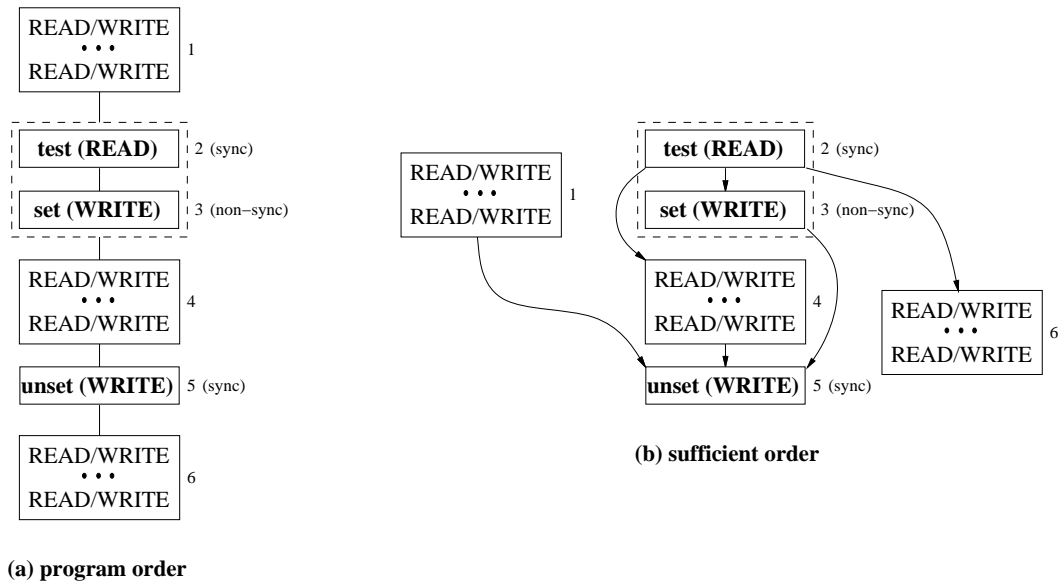 READ/WRITE
• • •
READ/WRITE
1
test (READ)
2 (sync)
set (WRITE)
3 (non−sync)
READ/WRITE
• • •
READ/WRITE
4
unset (WRITE)
5 (sync)
READ/WRITE
• • •
READ/WRITE
6
(a) program order
READ/WRITE
• • •
READ/WRITE
1
test (READ)
2 (sync)
set (WRITE)
3 (non−sync)
READ/WRITE
• • •
READ/WRITE
4
unset (WRITE)
5 (sync)
READ/WRITE
• • •
READ/WRITE
6
(b) sufficient order